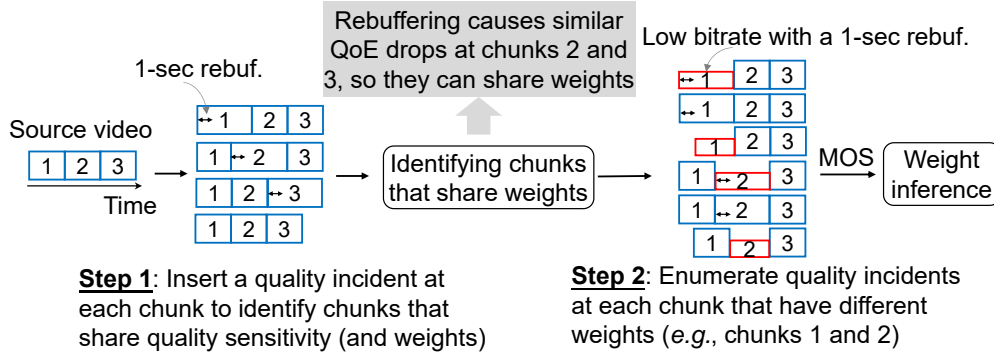 Rebuffering causes similar
QoE drops at chunks 2 and
3, so they can share weights
Low bitrate with a 1-sec rebuf.
1-sec rebuf.
Source video
1 2 3
Time
1 2 3
1 2 3
1 2 3
1 2 3
Identifying chunks
that share weights
1 2 3
1 2 3
1 2 3
1 2 3
1 2 3
1 2 3
MOS
Weight
inference
Step 1: Insert a quality incident at
each chunk to identify chunks that
share quality sensitivity (and weights)
Step 2: Enumerate quality incidents
at each chunk that have different
weights (e.g., chunks 1 and 2)